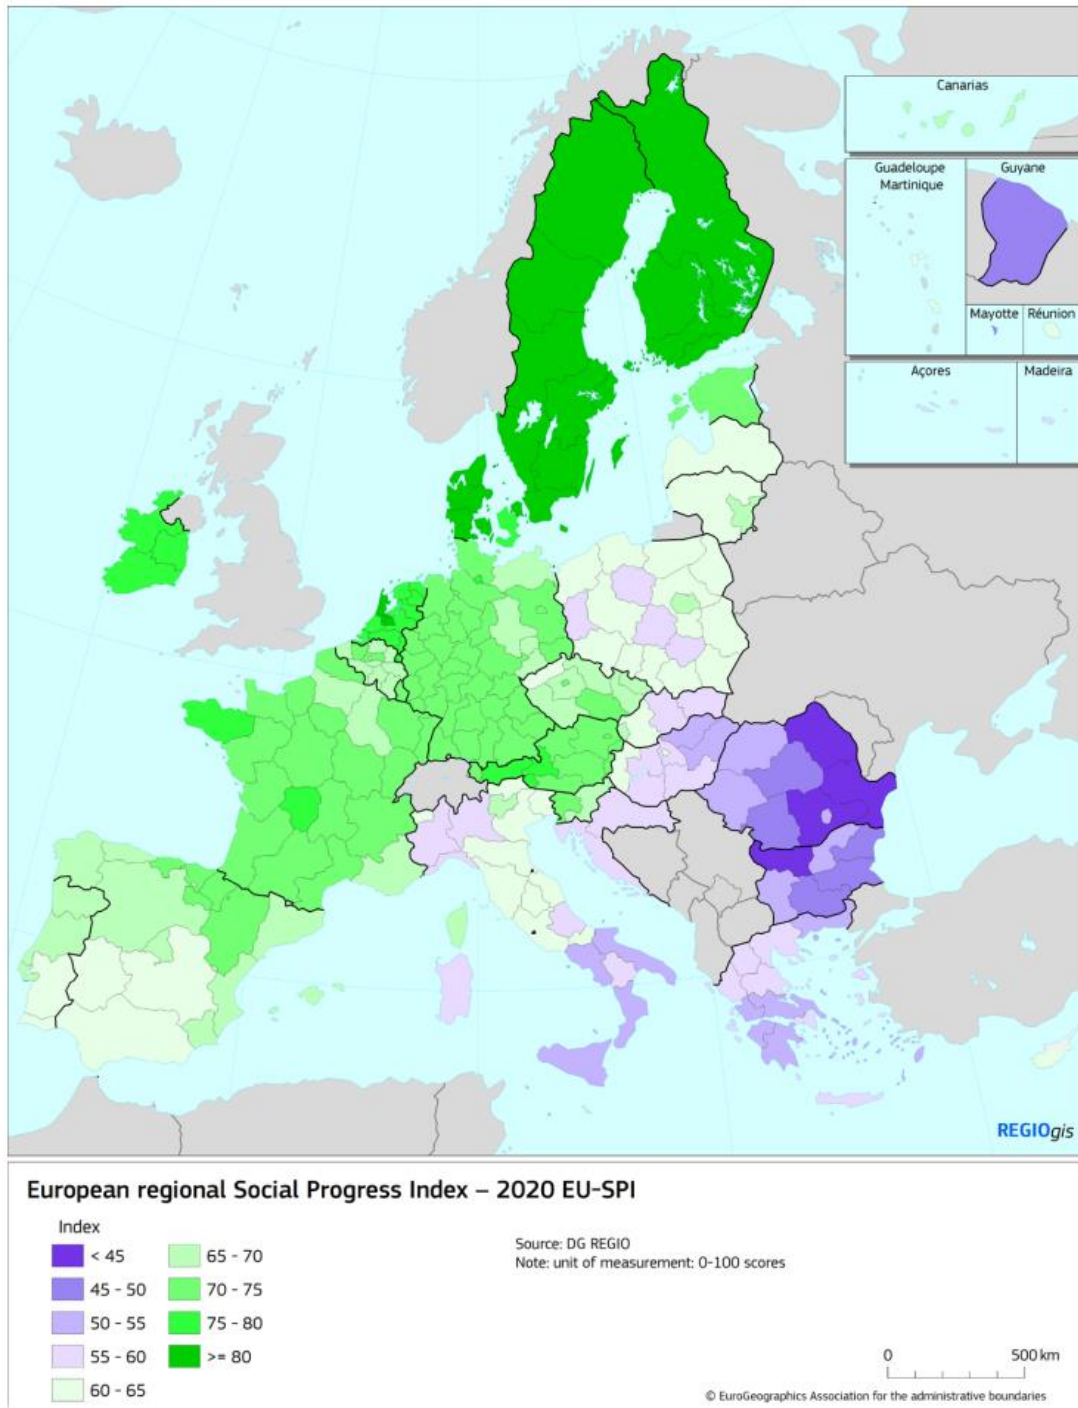 Canarias
Guadeloupe
Martinique
Guyane
Mayotte
Réunion
Açores
Madeira
REGIOgis
European regional Social Progress Index – 2020 EU-SPI
Index
< 45
45 - 50
50 - 55
55 - 60
60 - 65
65 - 70
70 - 75
75 - 80
>= 80
Source: DG REGIO
Note: unit of measurement: 0-100 scores
0
500 km
© EuroGeographics Association for the administrative boundaries